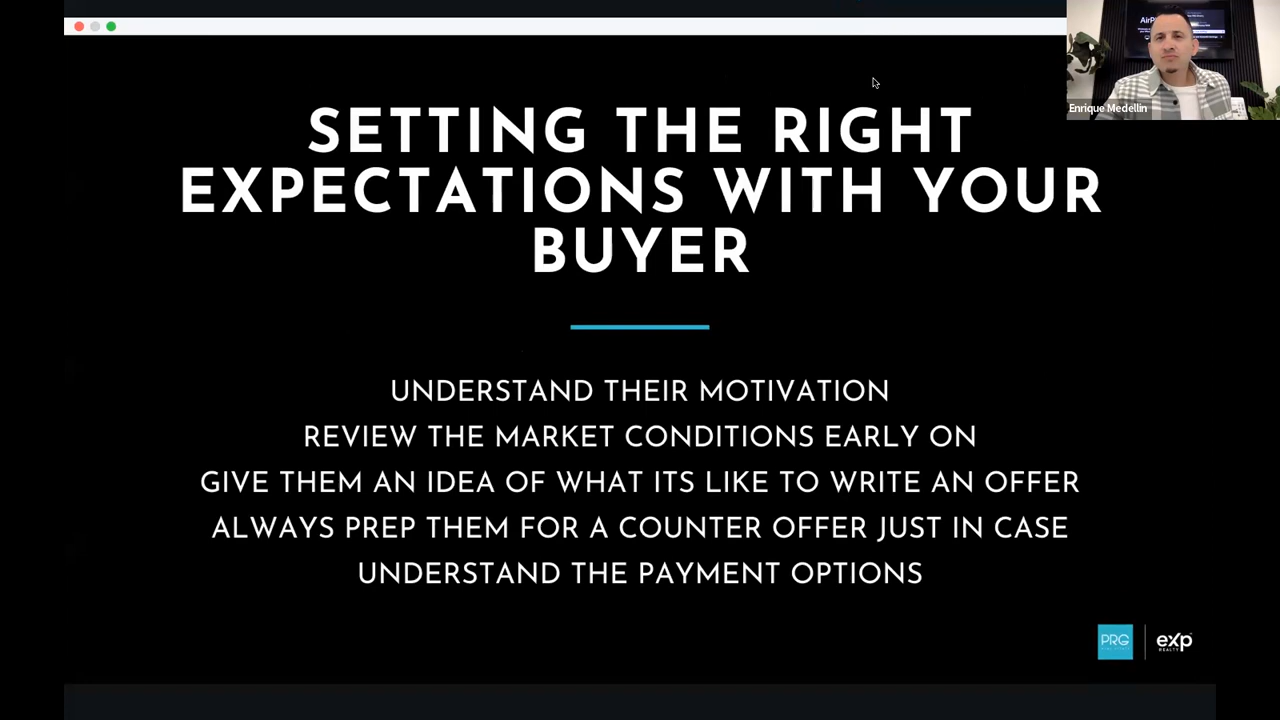 AirP
Enrique Medellin
SETTING THE RIGHT
EXPECTATIONS WITH YOUR
BUYER
UNDERSTAND THEIR MOTIVATION
REVIEW THE MARKET CONDITIONS EARLY ON
GIVE THEM AN IDEA OF WHAT ITS LIKE TO WRITE AN OFFER
ALWAYS PREP THEM FOR A COUNTER OFFER JUST IN CASE
UNDERSTAND THE PAYMENT OPTIONS
PRG
eXp
REALTY